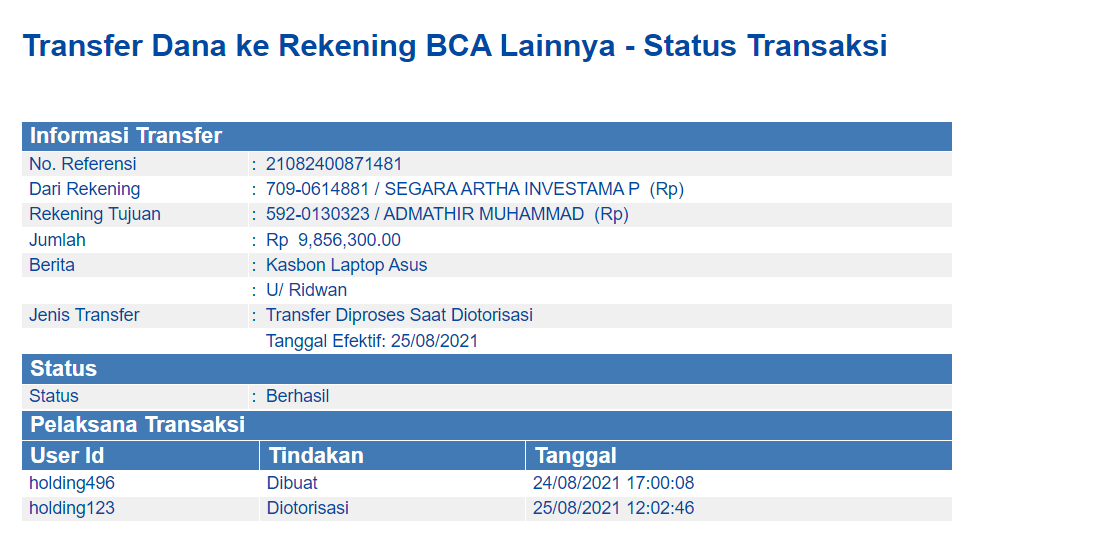 Transfer Dana ke Rekening BCA Lainnya - Status Transaksi
Informasi Transfer
No. Referensi : 21082400871481
Dari Rekening : 709-0614881 / SEGARA ARTHA INVESTAMA P (Rp)
Rekening Tujuan : 592-0130323 / ADMATHIR MUHAMMAD (Rp)
Jumlah : Rp 9,856,300.00
Berita : Kasbon Laptop Asus
: U/ Ridwan
Jenis Transfer : Transfer Diproses Saat Diotorisasi
Tanggal Efektif: 25/08/2021
Status
Status : Berhasil
Pelaksana Transaksi
User Id Tindakan Tanggal
holding496 Dibuat 24/08/2021 17:00:08
holding123 Diotorisasi 25/08/2021 12:02:46